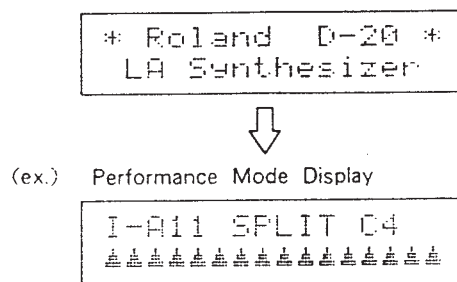 * Roland D-20 *
LA Synthesizer
(ex.) Performance Mode Display
I-A11 SPLIT C4